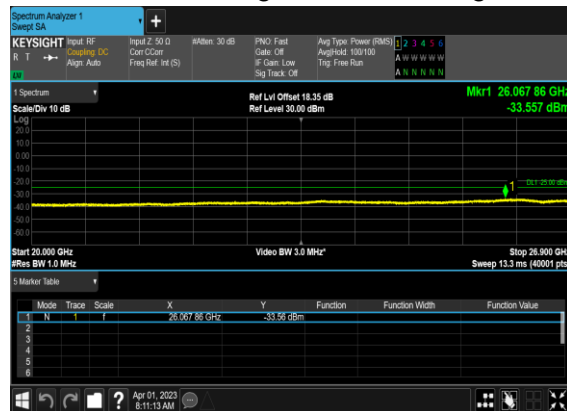 Spectrum Analyzer 1
Swept SA
+
KEYSIGHT
R T
LXI
Input: RF
Coupling: DC
Align: Auto
Input Z: 50 Ω
Corr CCorr
Freq Ref: Int (S)
#Atten: 30 dB
PNO: Fast
Gate: Off
IF Gain: Low
Sig Track: Off
Avg Type: Power (RMS)
Avg|Hold: 100/100
Trig: Free Run
1 2 3 4 5 6
A W W W W W
A N N N N N
1 Spectrum
Scale/Div 10 dB
Ref Lvl Offset 18.35 dB
Ref Level 30.00 dBm
Mkr1 26.067 86 GHz
-33.557 dBm
Log
20.0
10.0
0.00
-10.0
-20.0
-30.0
-40.0
-50.0
-60.0
1
DL1 -25.00 dBm
Start 20.000 GHz
#Res BW 1.0 MHz
Video BW 3.0 MHz*
Stop 26.900 GHz
Sweep 13.3 ms (40001 pts)
5 Marker Table
Mode Trace Scale X Y Function Function Width Function Value
1 N 1 f 26.067 86 GHz -33.56 dBm
2
3
4
5
6
?
Apr 01, 2023
8:11:13 AM